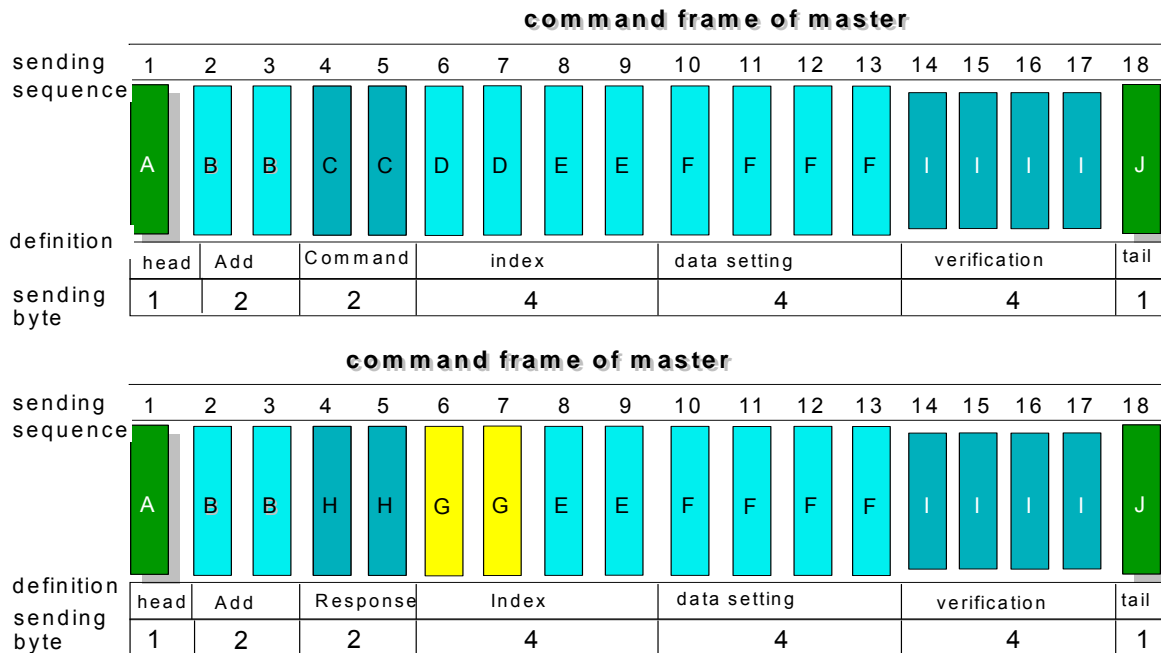 command frame of master
sending 1 2 3 4 5 6 7 8 9 10 11 12 13 14 15 16 17 18
sequence
A B B C C D D E E F F F F I I I I J
definition
head Add Command index data setting verification tail
sending 1 2 2 4 4 4 1
byte
command frame of master
sending 1 2 3 4 5 6 7 8 9 10 11 12 13 14 15 16 17 18
sequence
A B B H H G G E E F F F F I I I I J
definition
head Add Response Index data setting verification tail
sending
byte 1 2 2 4 4 4 1